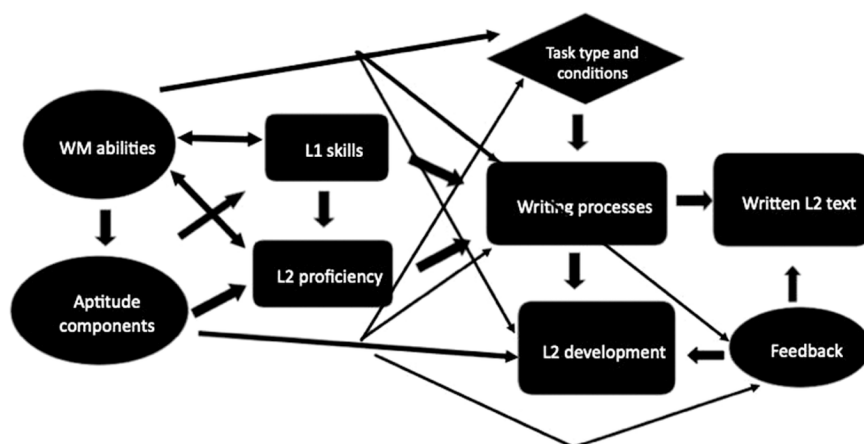 Task type and
conditions
WM abilities
L1 skills
Writing processes
Written L2 text
L2 proficiency
Aptitude
components
L2 development
Feedback